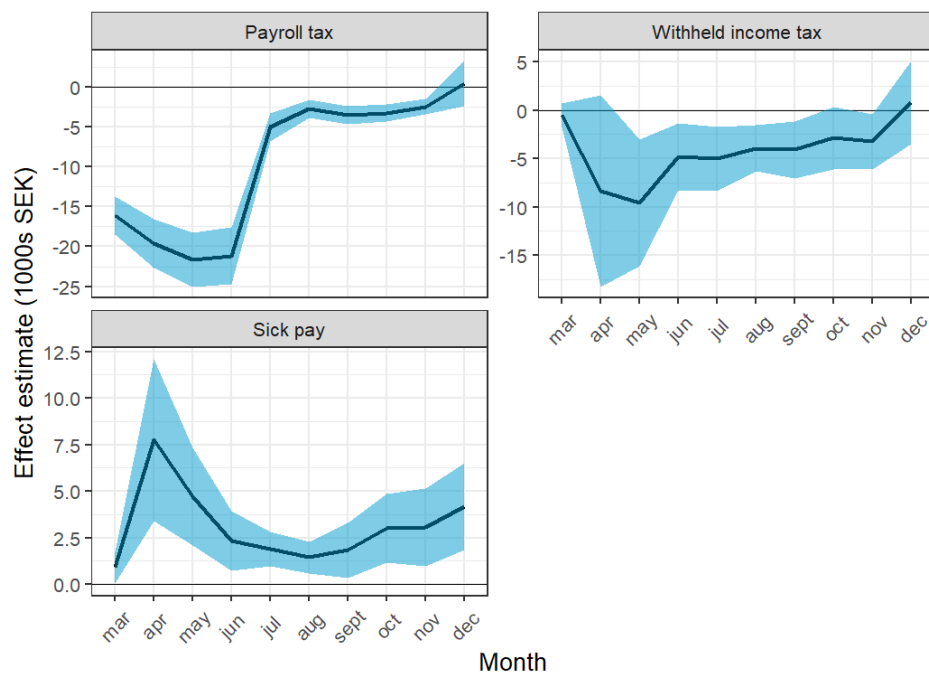 Payroll tax
0
-5
-10
-15
-20
-25
Withheld income tax
5
0
-5
-10
-15
mar apr may jun jul aug sept oct nov dec
Sick pay
12.5
10.0
7.5
5.0
2.5
0.0
mar apr may jun jul aug sept oct nov dec
Effect estimate (1000s SEK)
Month